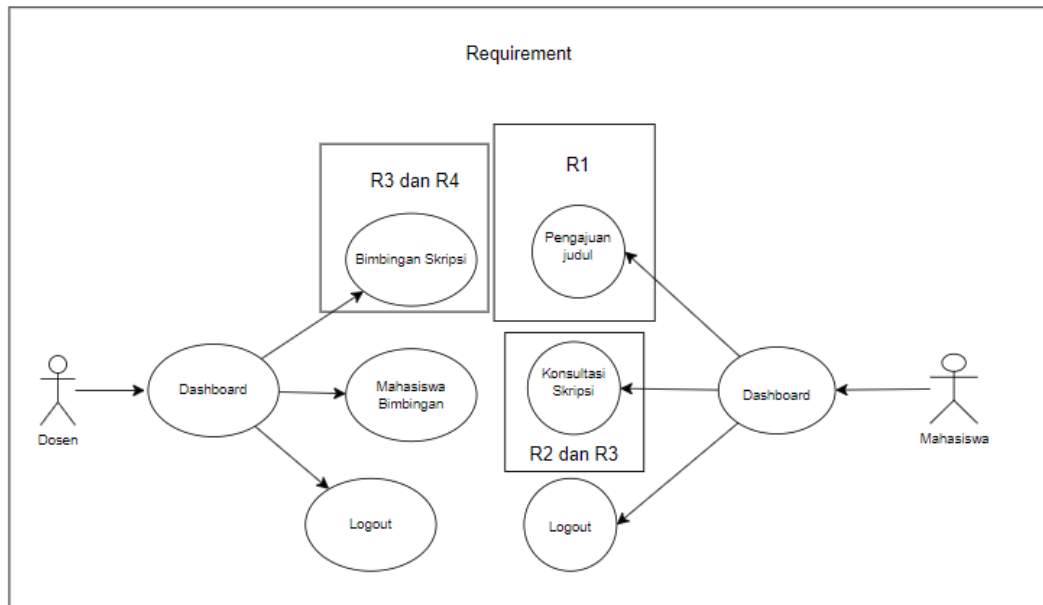 Requirement
R3 dan R4
Bimbingan Skripsi
R1
Pengajuan
judul
Dosen
Dashboard
Mahasiswa
Bimbingan
Konsultasi
Skripsi
R2 dan R3
Dashboard
Mahasiswa
Logout
Logout